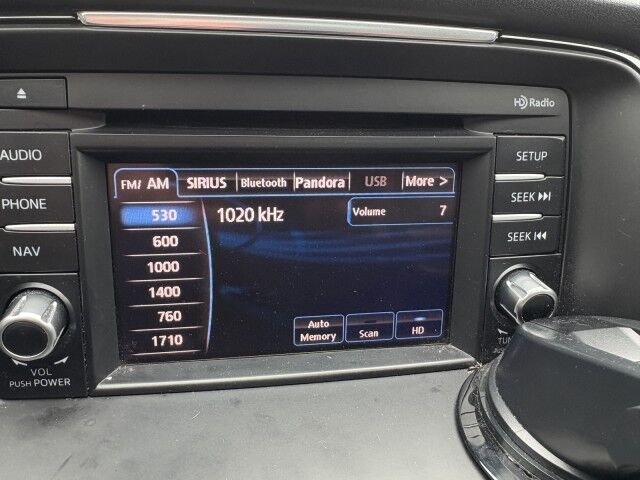 HD Radio
AUDIO
PHONE
NAV
VOL
PUSH POWER
FM/ AM SIRIUS Bluetooth Pandora USB More >
530
600
1000
1400
760
1710
1020 kHz
Volume 7
Auto
Memory
Scan
HD
SETUP
SEEK
SEEK